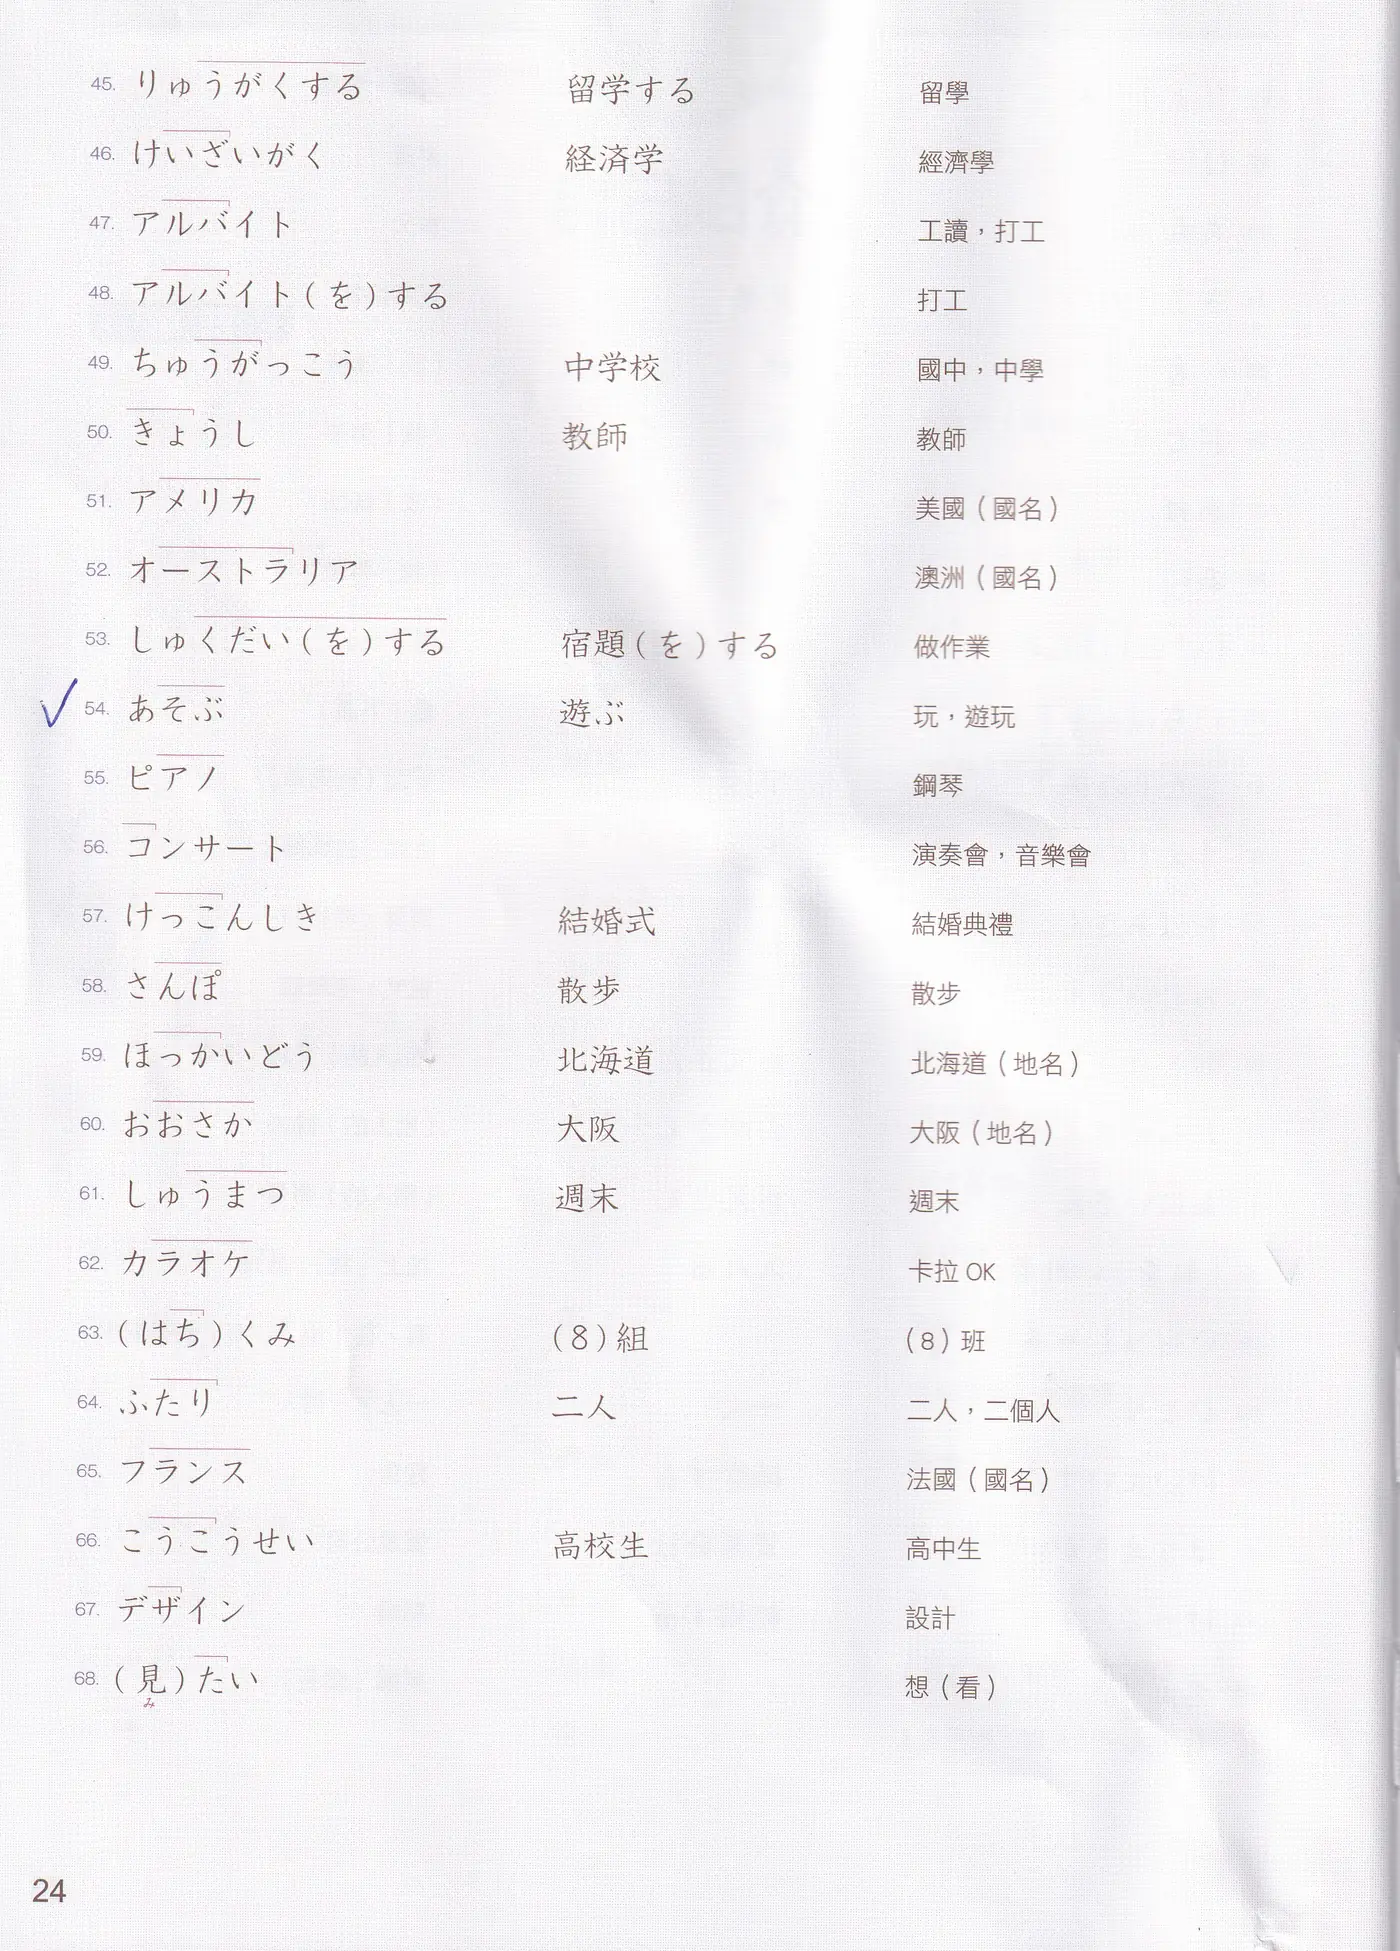 45. りゅうがくする 留学する 留學
46. けいざいがく 経済学 經濟學
47. アルバイト 工讀，打工
48. アルバイト(を)する 打工
49. ちゅうがっこう 中学校 國中，中學
50. きょうし 教師 教師
51. アメリカ 美國（國名）
52. オーストラリア 澳洲（國名）
53. しゅくだい(を)する 宿題(を)する 做作業
54. あそぶ 遊ぶ 玩，遊玩
55. ピアノ 鋼琴
56. コンサート 演奏會，音樂會
57. けっこんしき 結婚式 結婚典禮
58. さんぽ 散歩 散步
59. ほっかいどう 北海道 北海道（地名）
60. おおさか 大阪 大阪（地名）
61. しゅうまつ 週末 週末
62. カラオケ 卡拉 OK
63. (はち)くみ (8)組 （8）班
64. ふたり 二人 二人，二個人
65. フランス 法國（國名）
66. こうこうせい 高校生 高中生
67. デザイン 設計
68. (見)たい 想（看）
み
24